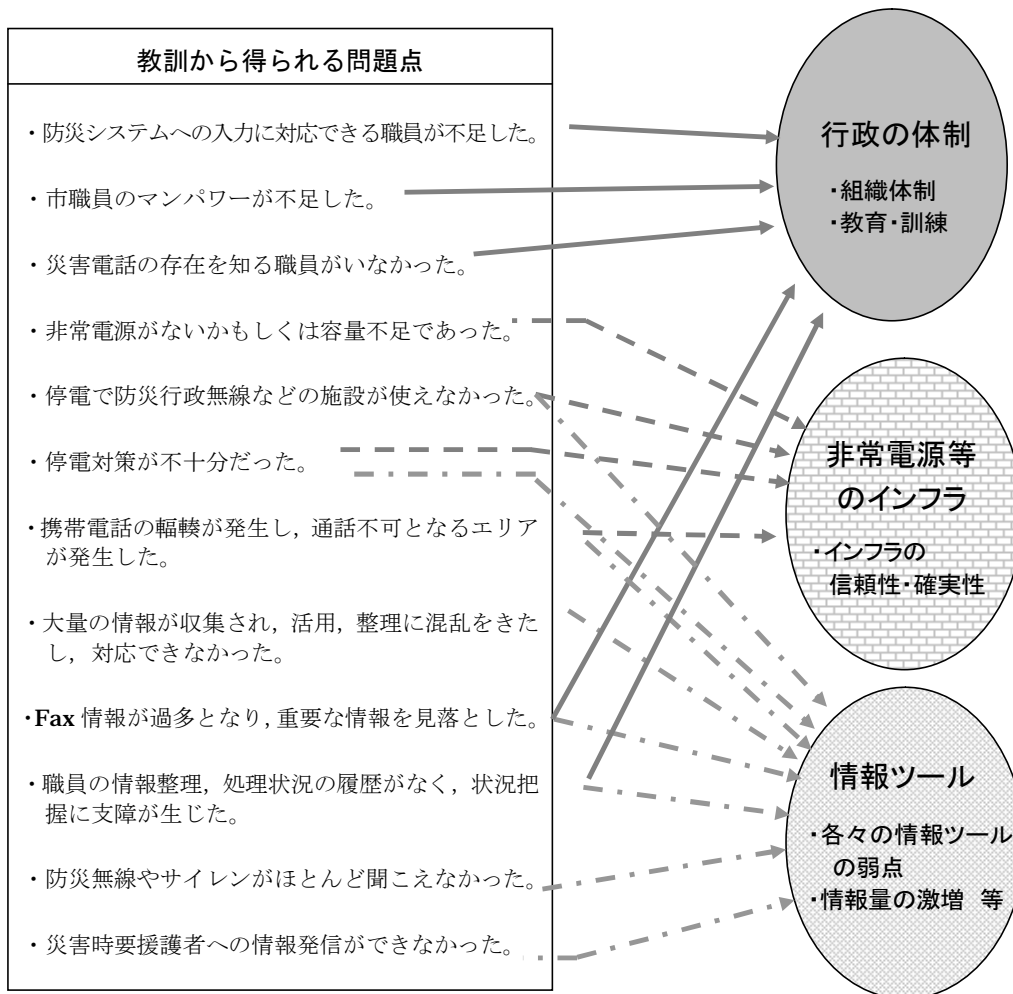 教訓から得られる問題点
・防災システムへの入力に対応できる職員が不足した。
・市職員のマンパワーが不足した。
・災害電話の存在を知る職員がいなかった。
・非常電源がないかもしくは容量不足であった。
・停電で防災行政無線などの施設が使えなかった。
・停電対策が不十分だった。
・携帯電話の輻輳が発生し，通話不可となるエリア
が発生した。
・大量の情報が収集され，活用，整理に混乱をきた
し，対応できなかった。
・Fax 情報が過多となり，重要な情報を見落とした。
・職員の情報整理，処理状況の履歴がなく，状況把
握に支障が生じた。
・防災無線やサイレンがほとんど聞こえなかった。
・災害時要援護者への情報発信ができなかった。
行政の体制
・組織体制
・教育・訓練
非常電源等
のインフラ
・インフラの
信頼性・確実性
情報ツール
・各々の情報ツール
の弱点
・情報量の激増 等